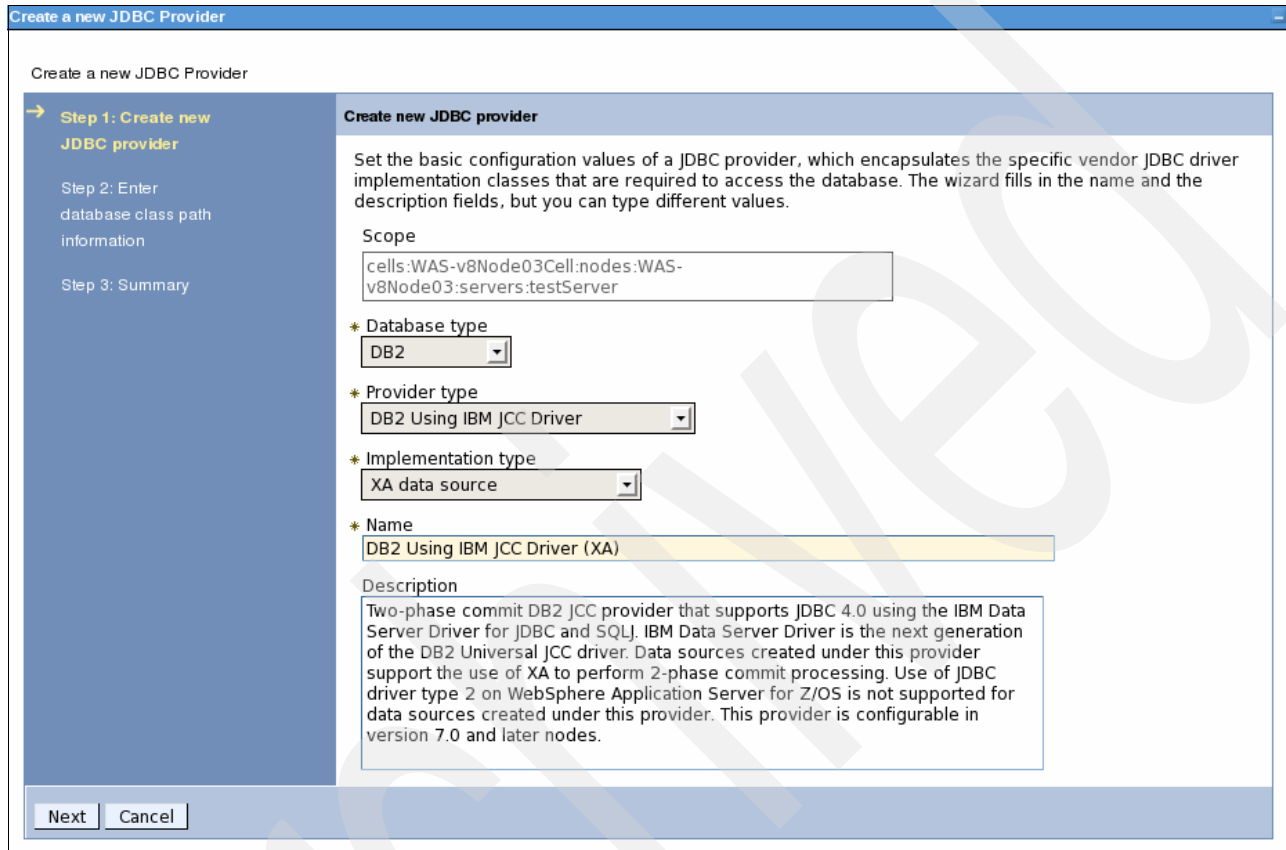 Create a new JDBC Provider
Create a new JDBC Provider
Step 1: Create new
JDBC provider
Step 2: Enter
database class path
information
Step 3: Summary
Create new JDBC provider
Set the basic configuration values of a JDBC provider, which encapsulates the specific vendor JDBC driver
implementation classes that are required to access the database. The wizard fills in the name and the
description fields, but you can type different values.
Scope
cells:WAS-v8Node03Cell:nodes:WAS-
v8Node03:servers:testServer
* Database type
DB2
* Provider type
DB2 Using IBM JCC Driver
* Implementation type
XA data source
* Name
DB2 Using IBM JCC Driver (XA)
Description
Two-phase commit DB2 JCC provider that supports JDBC 4.0 using the IBM Data
Server Driver for JDBC and SQLJ. IBM Data Server Driver is the next generation
of the DB2 Universal JCC driver. Data sources created under this provider
support the use of XA to perform 2-phase commit processing. Use of JDBC
driver type 2 on WebSphere Application Server for Z/OS is not supported for
data sources created under this provider. This provider is configurable in
version 7.0 and later nodes.
Next Cancel